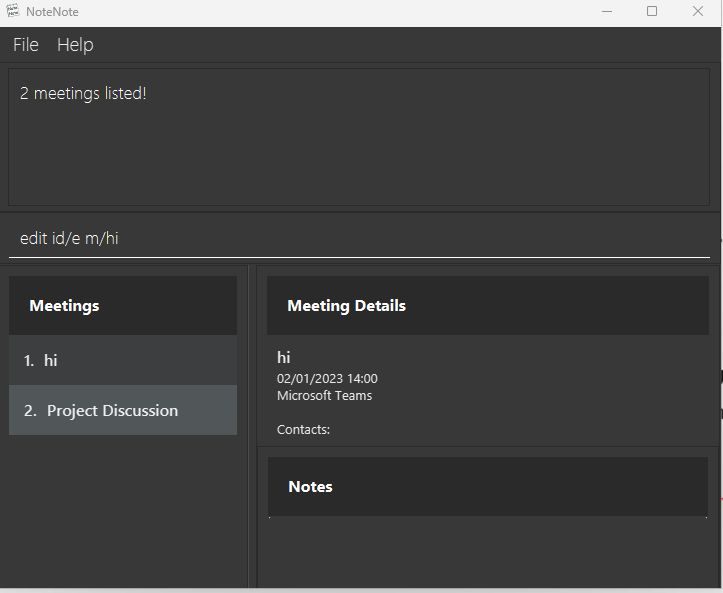 NoteNote
File Help
2 meetings listed!
edit id/e m/hi
Meetings
1. hi
2. Project Discussion
Meeting Details
hi
02/01/2023 14:00
Microsoft Teams
Contacts:
Notes